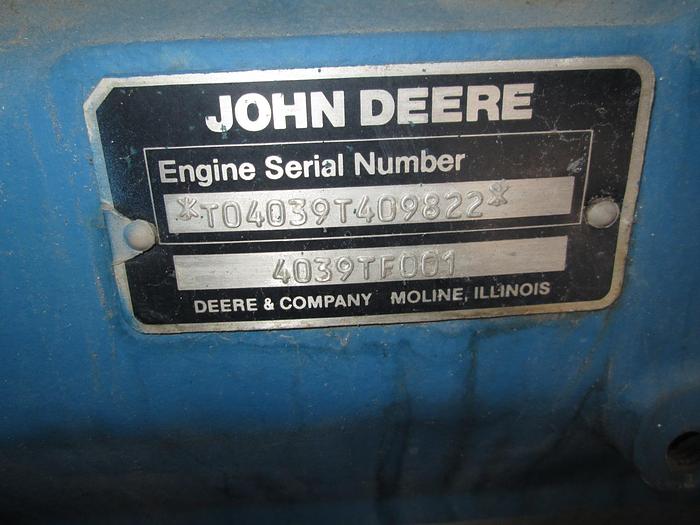 JOHN DEERE
Engine Serial Number
*T04039T409822*
4039TF001
DEERE & COMPANY MOLINE, ILLINOIS